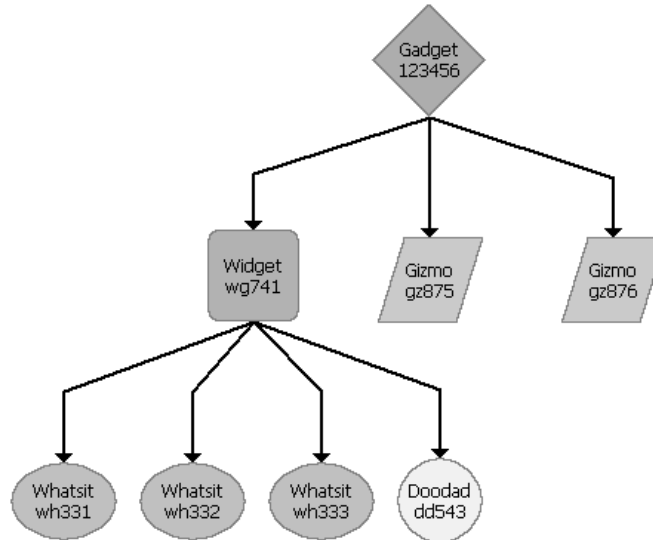 Gadget
123456
Widget
wg741
Gizmo
gz875
Gizmo
gz876
Whatsit
wh331
Whatsit
wh332
Whatsit
wh333
Doodad
dd543